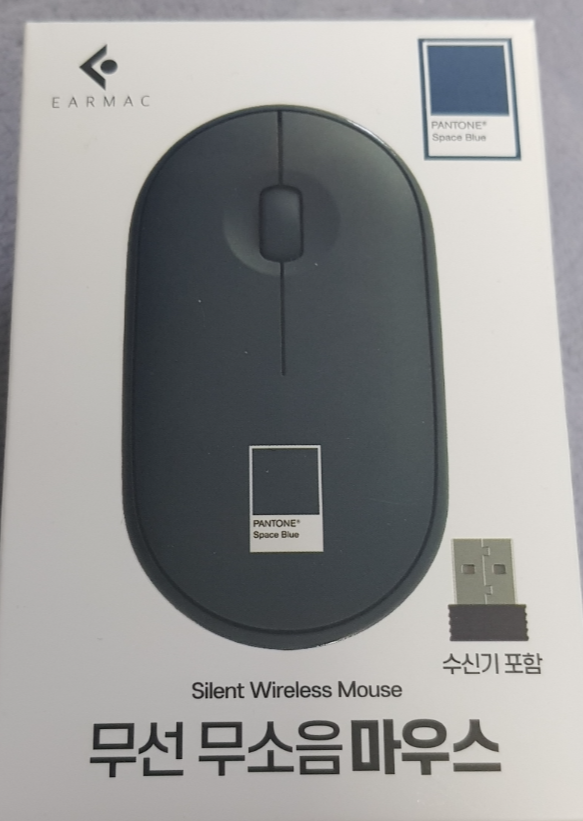 EARMAC
PANTONE®
Space Blue
PANTONE®
Space Blue
수신기 포함
Silent Wireless Mouse
무선 무소음 마우스